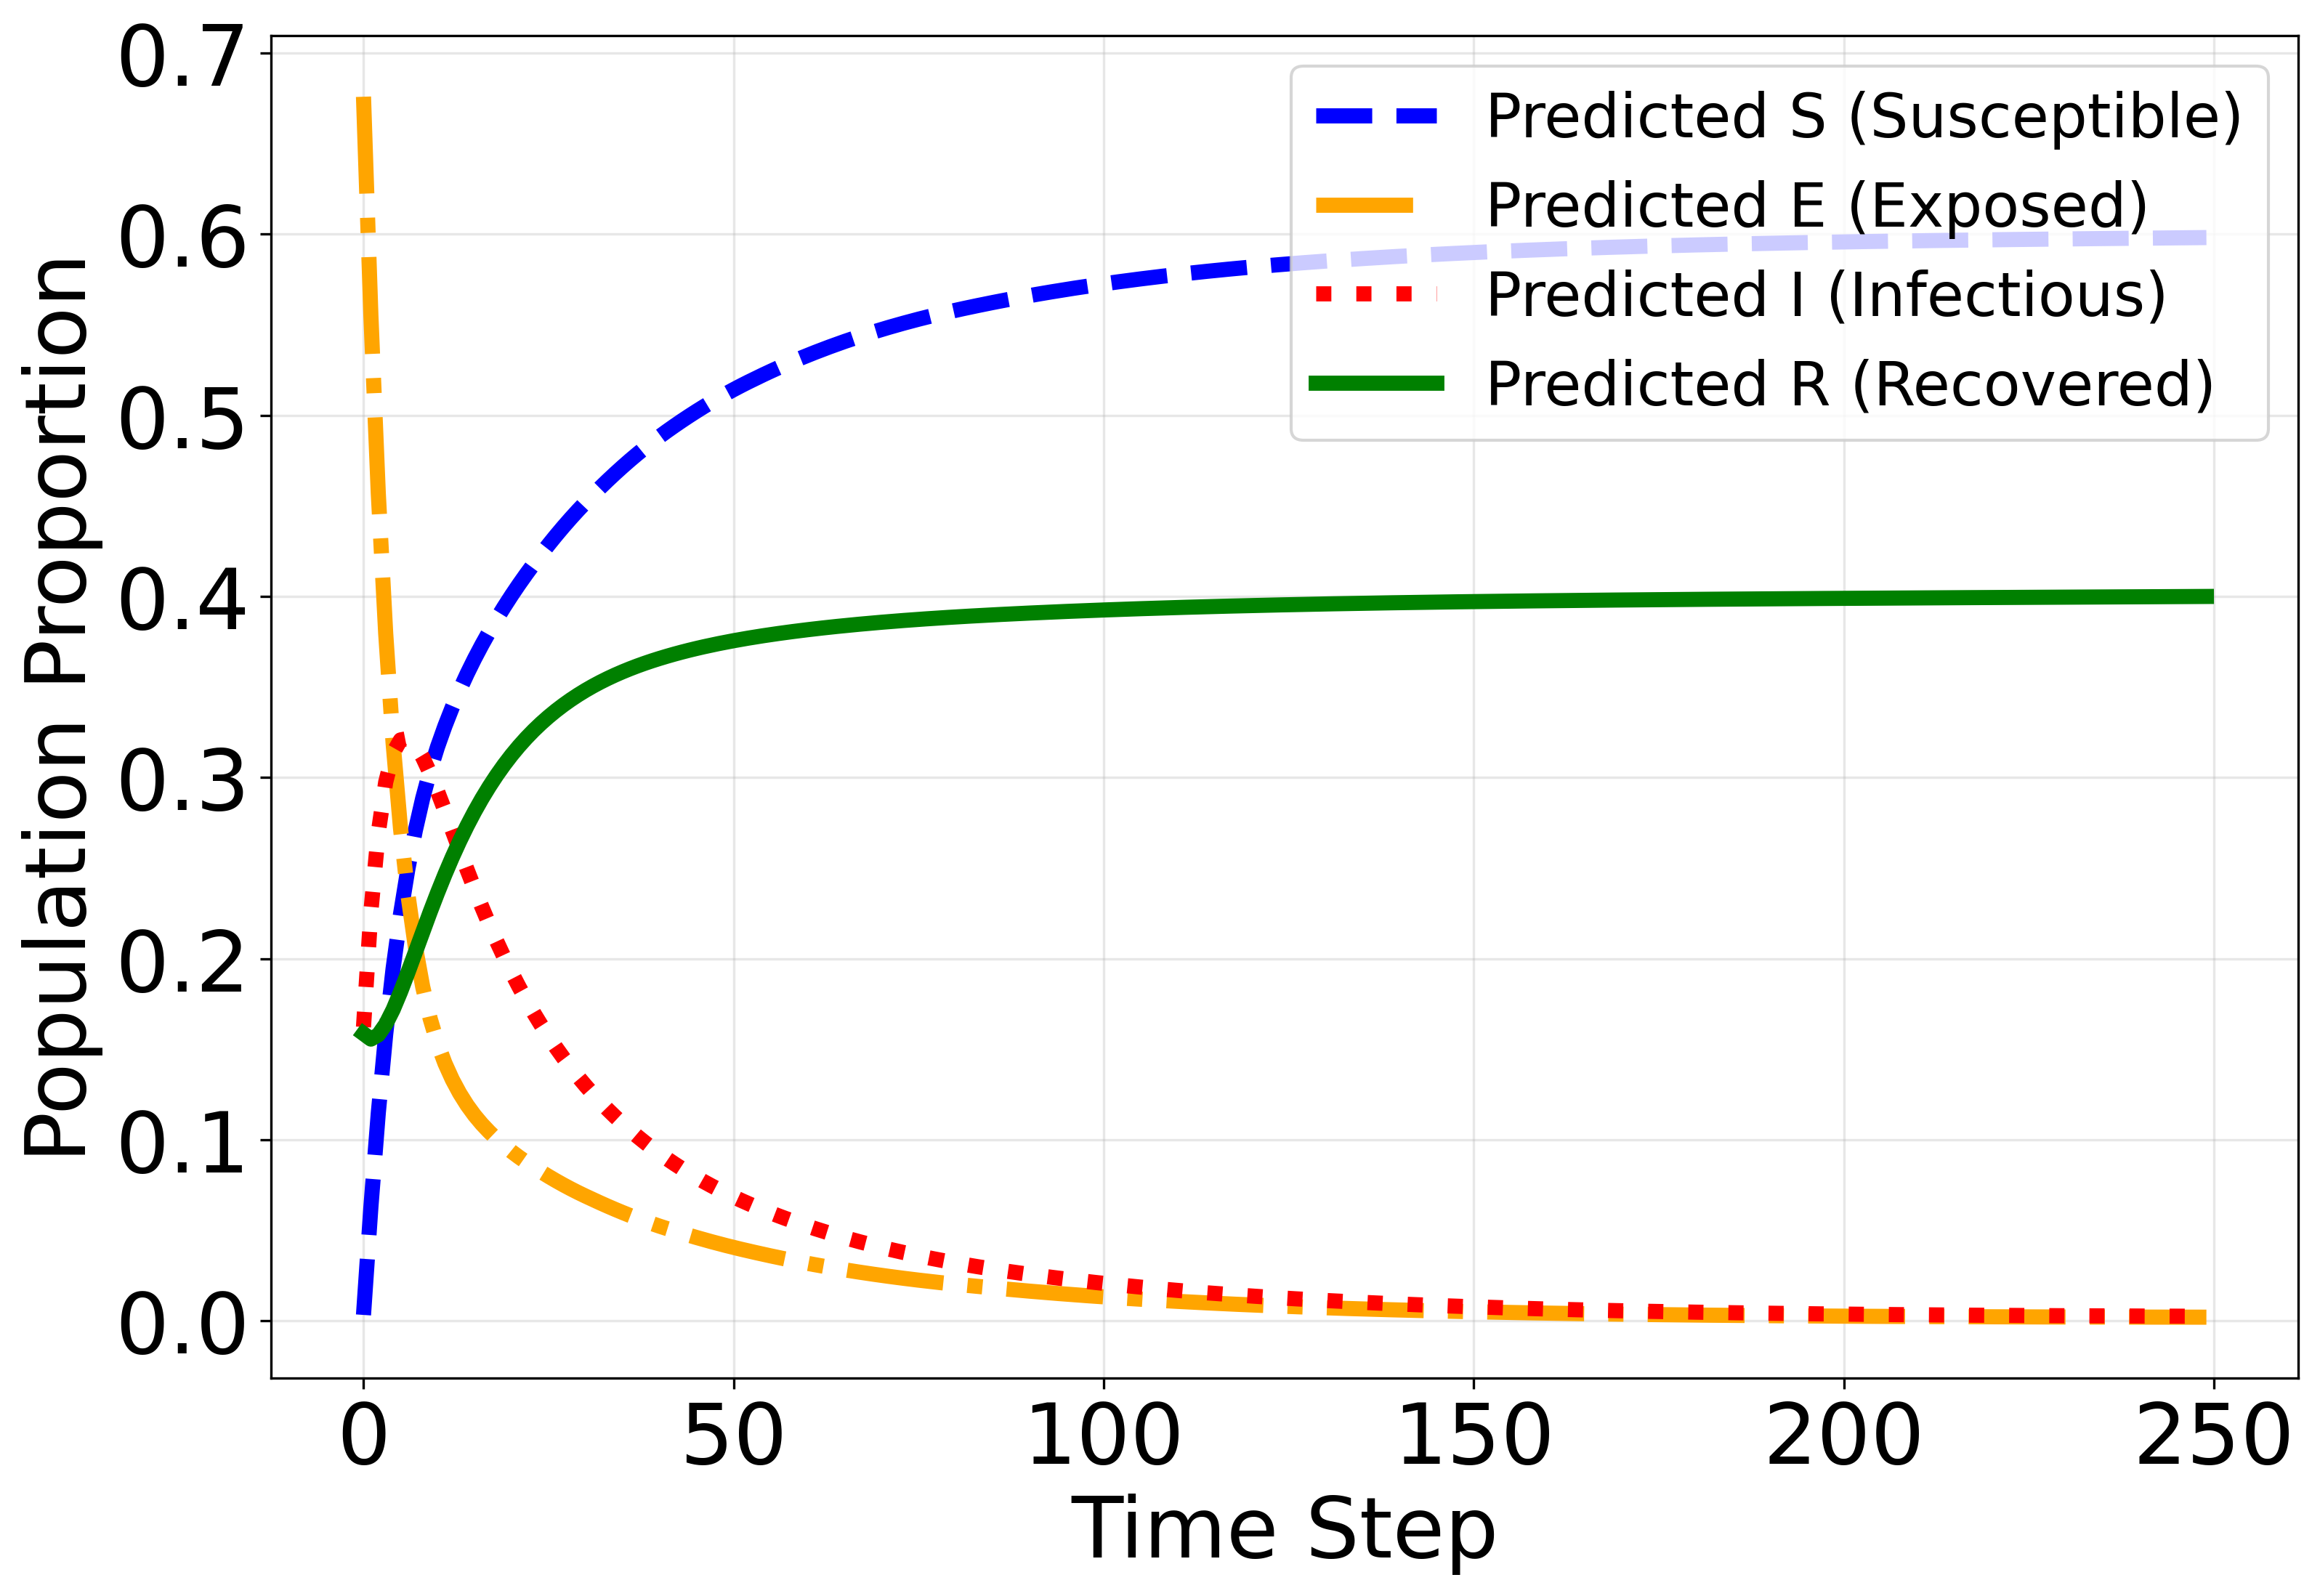 Population Proportion
0.7
0.6
0.5
0.4
0.3
0.2
0.1
0.0
Predicted S (Susceptible)
Predicted E (Exposed)
Predicted I (Infectious)
Predicted R (Recovered)
0 50 100 150 200 250
Time Step